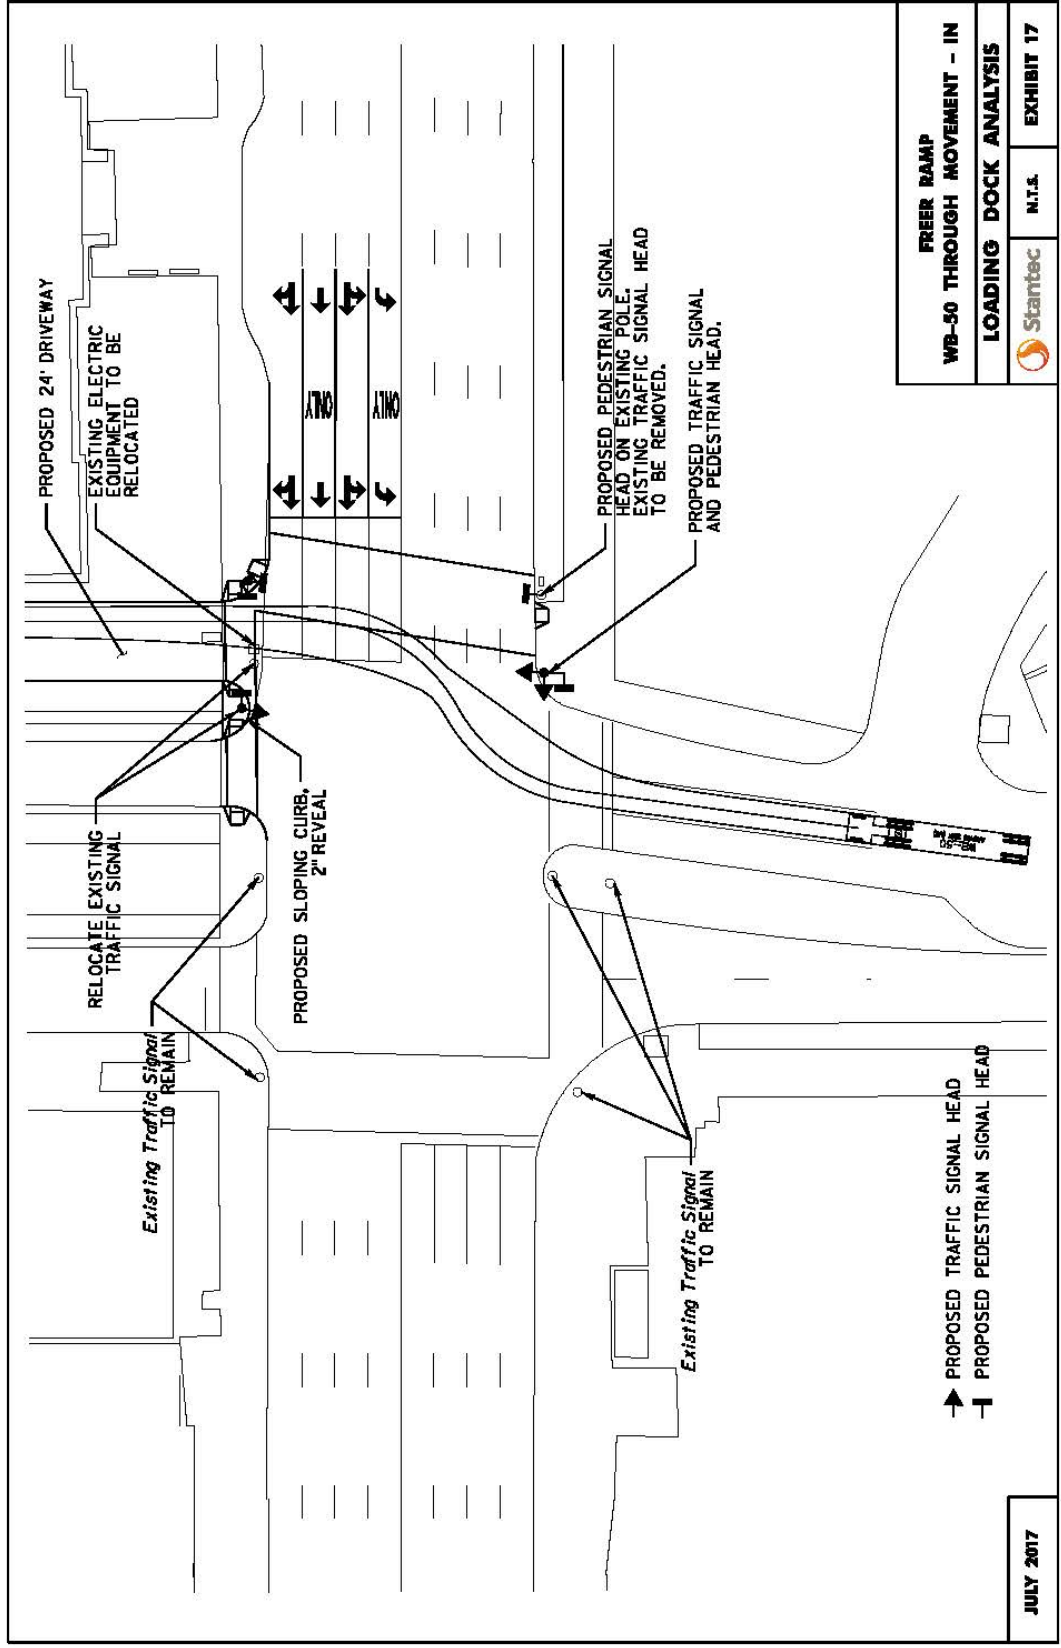 PROPOSED 24' DRIVEWAY
EXISTING ELECTRIC
EQUIPMENT TO BE
RELOCATED
RELOCATE EXISTING
TRAFFIC SIGNAL
PROPOSED SLOPING CURB,
2" REVEAL
Existing Traffic Signal
TO REMAIN
ONLY
ONLY
PROPOSED PEDESTRIAN SIGNAL
HEAD ON EXISTING POLE.
EXISTING TRAFFIC SIGNAL HEAD
TO BE REMOVED.
PROPOSED TRAFFIC SIGNAL
AND PEDESTRIAN HEAD.
Existing Traffic Signal
TO REMAIN
WB-50
PROPOSED TRAFFIC SIGNAL HEAD
PROPOSED PEDESTRIAN SIGNAL HEAD
FREER RAMP
WB-50 THROUGH MOVEMENT - IN
LOADING DOCK ANALYSIS
Stantec
N.T.S.
EXHIBIT 17
JULY 2017